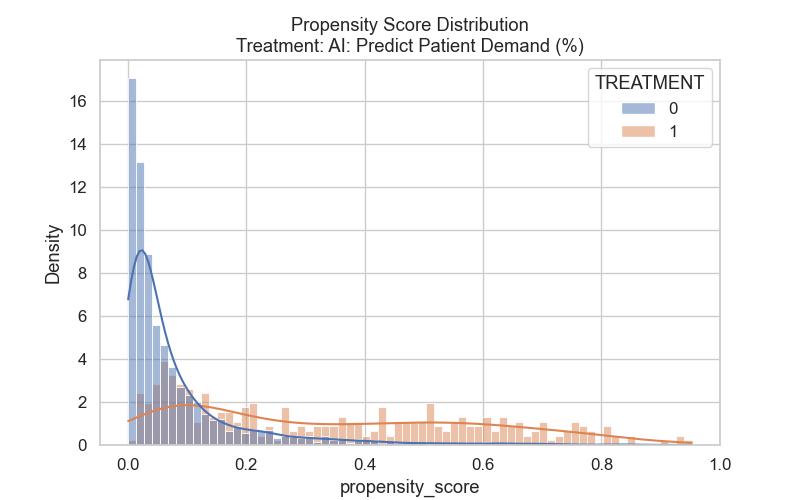 Propensity Score Distribution
Treatment: AI: Predict Patient Demand (%)
TREATMENT
0
1
Density
16
14
12
10
8
6
4
2
0
0.0 0.2 0.4 0.6 0.8 1.0
propensity_score